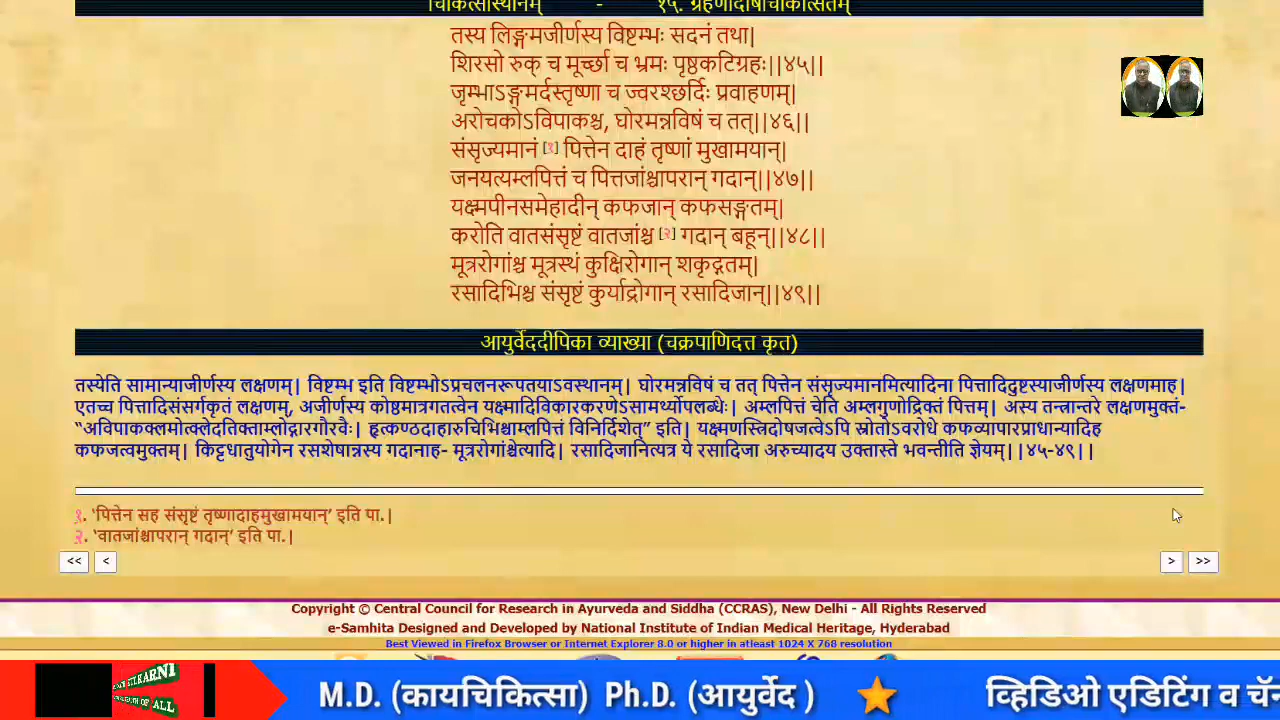 चिकित्सास्थानम् - १५. ग्रहणीदोषचिकित्सितम्
तस्य लिङ्गमजीर्णस्य विष्टम्भः सदनं तथा|
शिरसो रुक् च मूर्च्छा च भ्रमः पृष्ठकटिग्रहः||४५||
जृम्भाऽङ्गमर्दस्तृष्णा च ज्वरश्छर्दिः प्रवाहणम्|
अरोचकोऽविपाकश्च, घोरमन्नविषं च तत्||४६||
संसृज्यमानं [१] पित्तेन दाहं तृष्णां मुखामयान्|
जनयत्यम्लपित्तं च पित्तजांश्चापरान् गदान्||४७||
यक्ष्मपीनसमेहादीन् कफजान् कफसङ्गतम्|
करोति वातसंसृष्टं वातजांश्च [२] गदान् बहून्||४८||
मूत्ररोगांश्च मूत्रस्थं कुक्षिरोगान् शकृद्गतम्|
रसादिभिश्च संसृष्टं कुर्याद्रोगान् रसादिजान्||४९||
आयुर्वेददीपिका व्याख्या (चक्रपाणिदत्त कृत)
तस्येति सामान्याजीर्णस्य लक्षणम्| विष्टम्भ इति विष्टम्भोऽप्रचलनरूपतयाऽवस्थानम्| घोरमन्नविषं च तत् पित्तेन संसृज्यमानमित्यादिना पित्तादिदुष्टस्याजीर्णस्य लक्षणमाह|
एतच्च पित्तादिसंसर्गकृतं लक्षणम्, अजीर्णस्य कोष्ठमात्रगतत्वेन यक्ष्मादिविकारकरणेऽसामर्थ्योपलब्धेः| अम्लपित्तं चेति अम्लगुणोद्रिक्तं पित्तम्| अस्य तन्त्रान्तरे लक्षणमुक्तं-
“अविपाकक्लमोत्क्लेदतिक्ताम्लोद्गारगौरवैः| हृत्कण्ठदाहारुचिभिश्चाम्लपित्तं विनिर्दिशेत्” इति| यक्ष्मणस्त्रिदोषजत्वेऽपि स्रोतोऽवरोधे कफव्यापारप्राधान्यादिह
कफजत्वमुक्तम्| किट्टधातुयोगेन रसशेषान्नस्य गदानाह- मूत्ररोगांश्चेत्यादि| रसादिजानित्यत्र ये रसादिजा अरुच्यादय उक्तास्ते भवन्तीति ज्ञेयम्||४५-४९||
१. ‘पित्तेन सह संसृष्टं तृष्णादाहमुखामयान्’ इति पा.|
२. ‘वातजांश्चापरान् गदान्’ इति पा.|
<< < > >>
Copyright © Central Council for Research in Ayurveda and Siddha (CCRAS), New Delhi - All Rights Reserved
e-Samhita Designed and Developed by National Institute of Indian Medical Heritage, Hyderabad
Best Viewed in Firefox Browser or Internet Explorer 8.0 or higher in atleast 1024 X 768 resolution
of ALL
M.D. (कायचिकित्सा) Ph.D. (आयुर्वेद ) व्हिडिओ एडिटिंग व